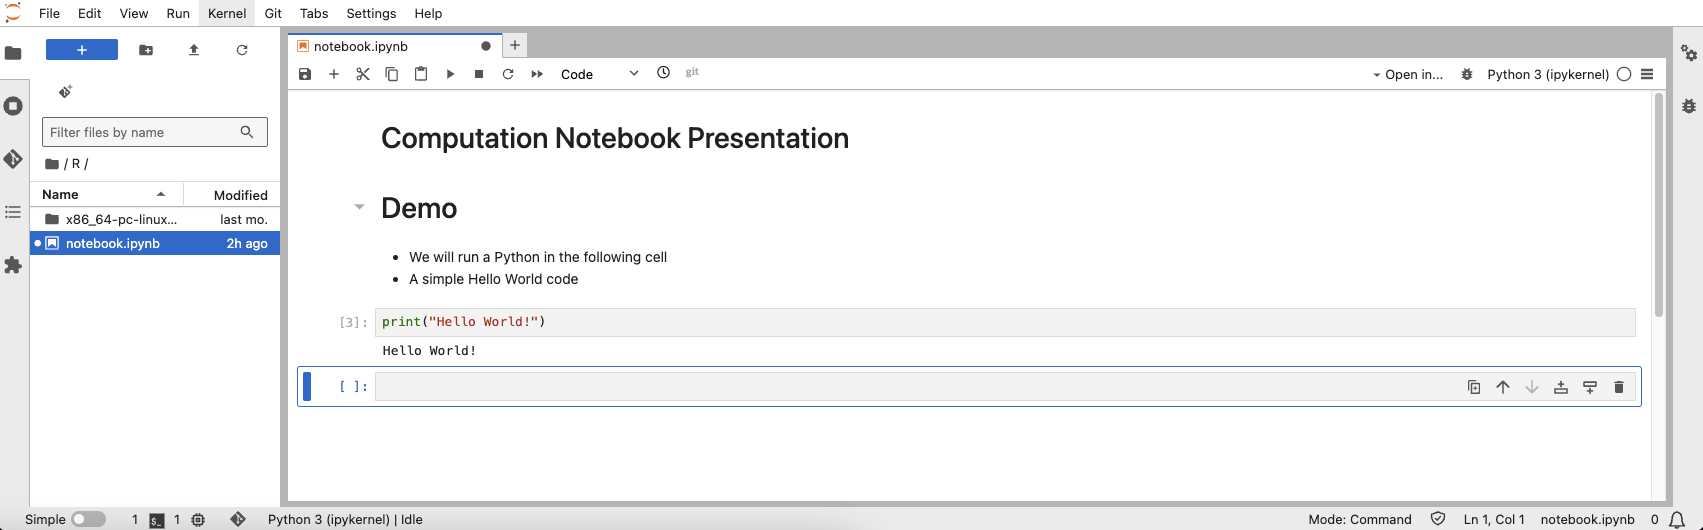 File Edit View Run Kernel Git Tabs Settings Help
+
Filter files by name
/ R /
Name Modified
x86_64-pc-linux... last mo.
notebook.ipynb 2h ago
notebook.ipynb +
Code git Open in... Python 3 (ipykernel)
Computation Notebook Presentation
Demo
• We will run a Python in the following cell
• A simple Hello World code
[3]: print("Hello World!")
Hello World!
[ ]:
Simple 1 $_ 1 Python 3 (ipykernel) | Idle Mode: Command Ln 1, Col 1 notebook.ipynb 0